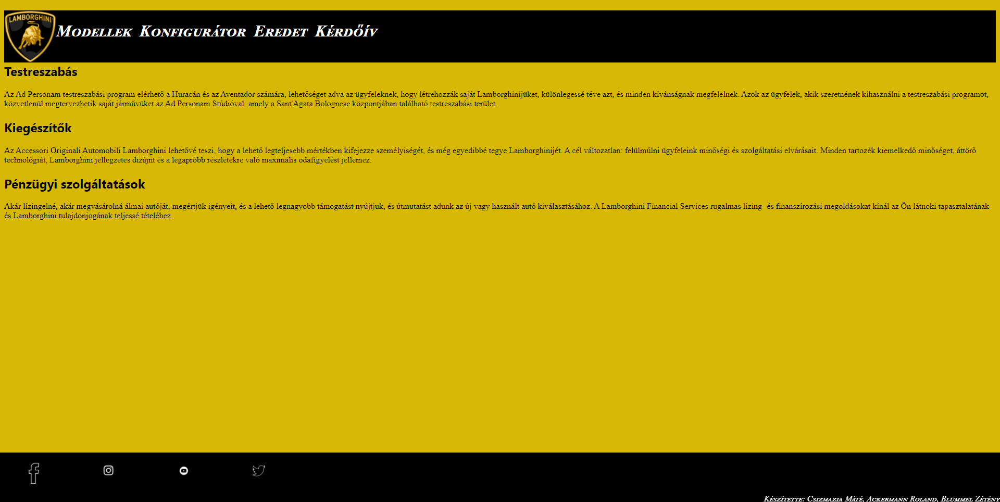 LAMBORGHINI
Modellek Konfigurátor Eredet Kérdőív
Testreszabás
Az Ad Personam testreszabási program elérhető a Huracán és az Aventador számára, lehetőséget adva az ügyfeleknek, hogy létrehozzák saját Lamborghinijüket, különlegessé téve azt, és minden kívánságnak megfelelnek. Azok az ügyfelek, akik szeretnének kihasználni a testreszabási programot,
közvetlenül megtervezhetik saját járművüket az Ad Personam Stúdióval, amely a Sant'Agata Bolognese központjában található testreszabási terület.
Kiegészítők
Az Accessori Originali Automobili Lamborghini lehetővé teszi, hogy a lehető legteljesebb mértékben kifejezze személyiségét, és még egyedibbé tegye Lamborghinijét. A cél változatlan: felülmúlni ügyfeleink minőségi és szolgáltatási elvárásait. Minden tartozék kiemelkedő minőséget, áttörő
technológiát, Lamborghini jellegzetes dizájnt és a legapróbb részletekre való maximális odafigyelést jellemez.
Pénzügyi szolgáltatások
Akár lízingelné, akár megvásárolná álmai autóját, megértjük igényeit, és a lehető legnagyobb támogatást nyújtjuk, és útmutatást adunk az új vagy használt autó kiválasztásához. A Lamborghini Financial Services rugalmas lízing- és finanszírozási megoldásokat kínál az Ön látnoki tapasztalatának
és Lamborghini tulajdonjogának teljessé tételéhez.
Készítette: Csizmazia Máté, Ackermann Roland, Blümmel Zétény